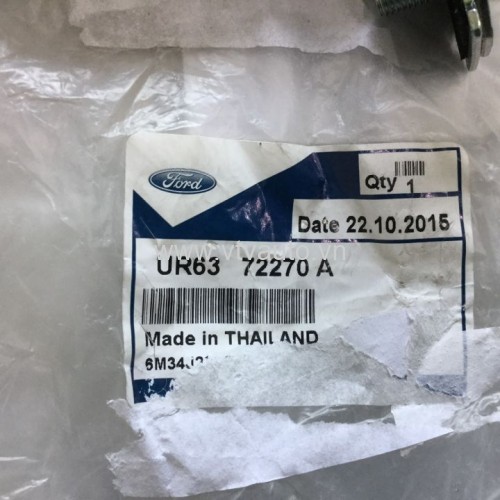 Ford
Qty 1
Date 22.10.2015
UR63 72270 A
Made in THAILAND